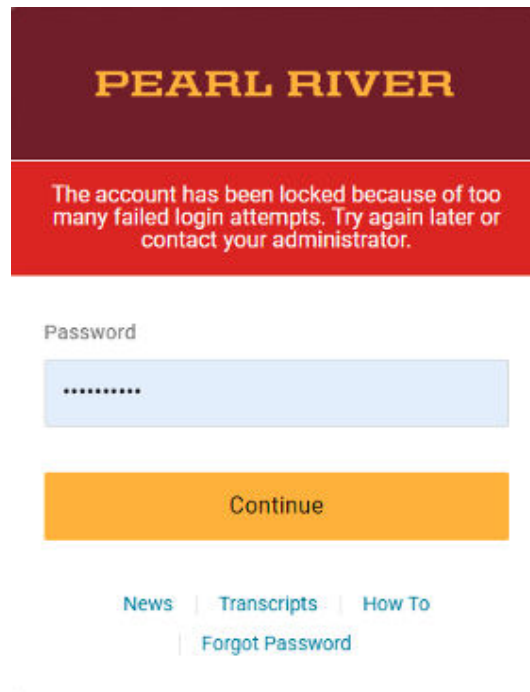 PEARL RIVER
The account has been locked because of too
many failed login attempts. Try again later or
contact your administrator.
Password
••••••••••
Continue
News Transcripts How To
Forgot Password